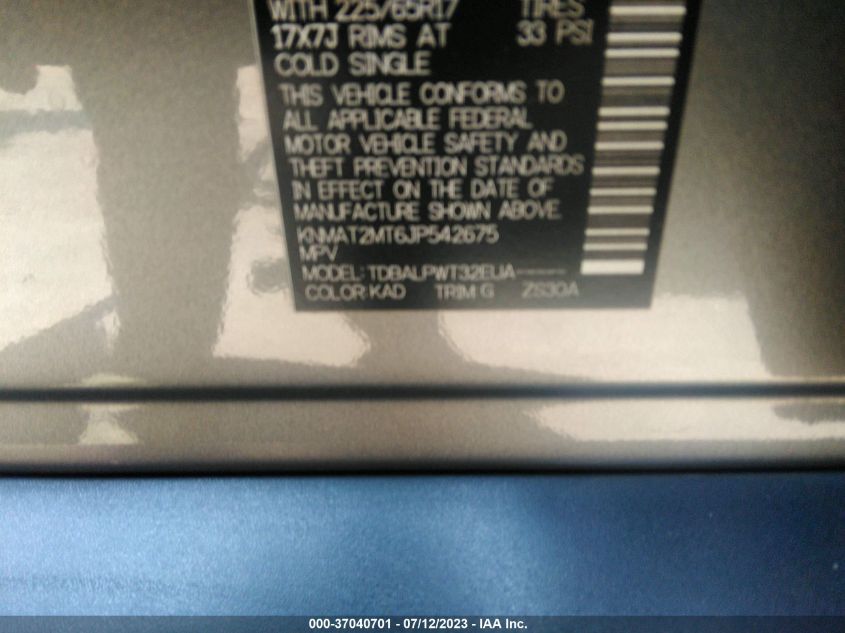 WITH 225/65R17 TIRES
17X7J RIMS AT 33 PSI
COLD SINGLE
THIS VEHICLE CONFORMS TO
ALL APPLICABLE FEDERAL
MOTOR VEHICLE SAFETY AND
THEFT PREVENTION STANDARDS
IN EFFECT ON THE DATE OF
MANUFACTURE SHOWN ABOVE.
KNMAT2MT6JP542675
MPV
MODEL: TDBALPWT32EUA-----
COLOR:KAD TRIM:G ZS30A
000-37040701 - 07/12/2023 - IAA Inc.